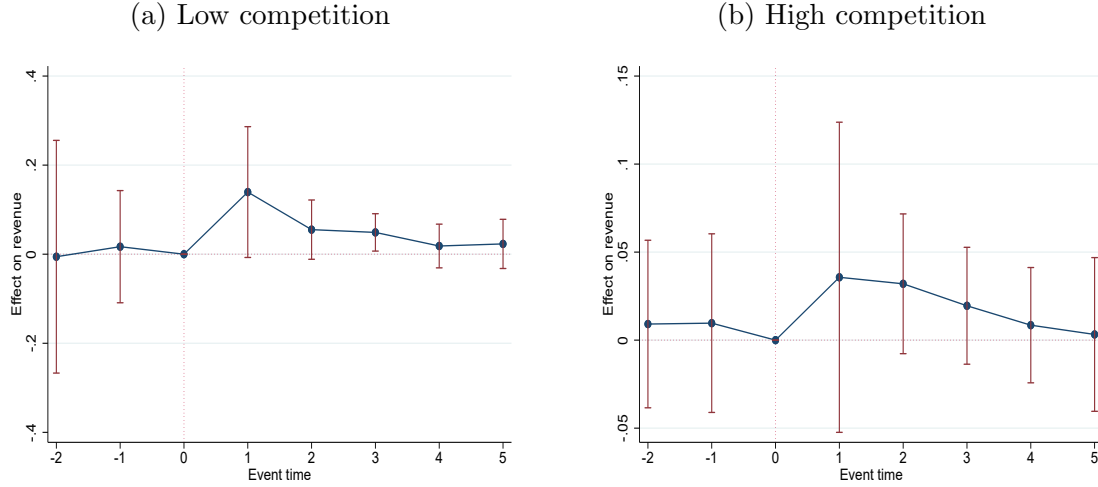 (a) Low competition
Effect on revenue
.4
.2
0
-.2
-.4
-2 -1 0 1 2 3 4 5
Event time
(b) High competition
Effect on revenue
.15
.1
.05
0
-.05
-2 -1 0 1 2 3 4 5
Event time